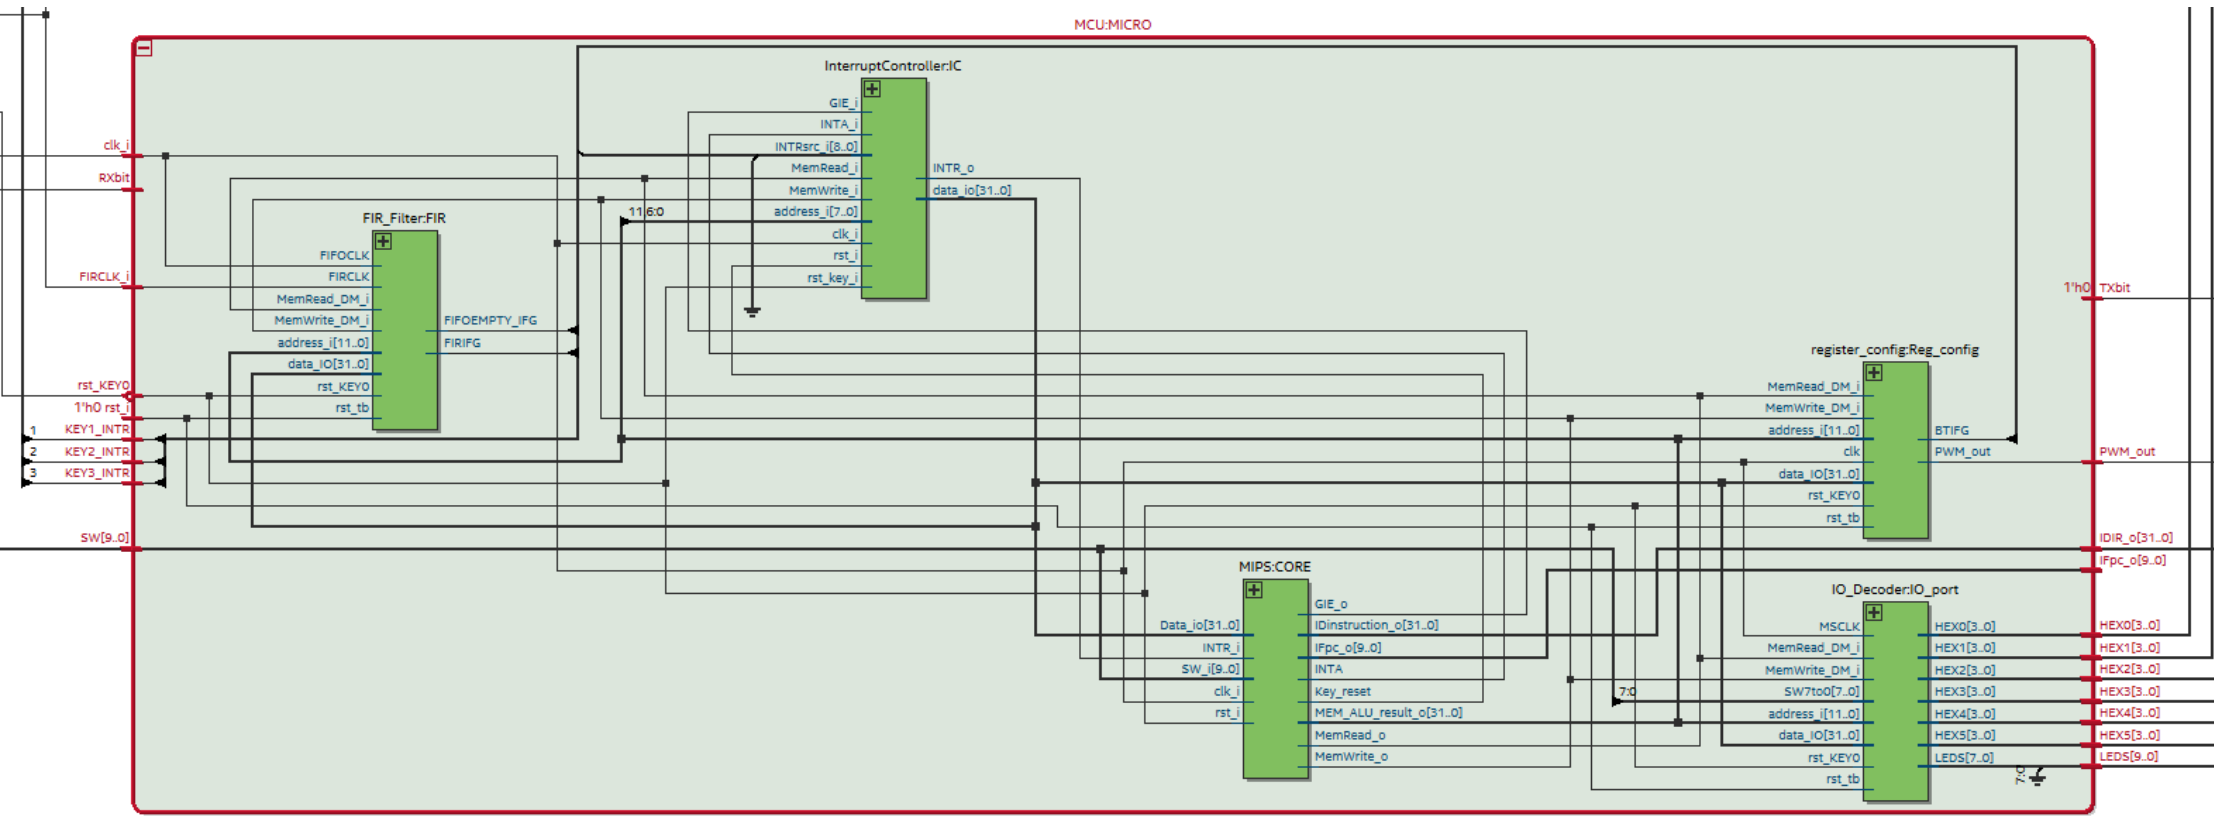 MCU:MICRO
clk_i
RXbit
FIRCLK_i
rst_KEY0
1'h0 rst_i
1
KEY1_INTR
2
KEY2_INTR
3
KEY3_INTR
SW[9..0]
FIR_Filter:FIR
FIFOCLK
FIRCLK
MemRead_DM_i
MemWrite_DM_i
address_i[11..0]
data_IO[31..0]
rst_KEY0
rst_tb
FIFOEMPTY_IFG
FIRIFG
InterruptController:IC
GIE_i
INTA_i
INTRsrc_i[8..0]
MemRead_i
MemWrite_i
11,6:0
address_i[7..0]
clk_i
rst_i
rst_key_i
INTR_o
data_io[31..0]
MIPS:CORE
Data_io[31..0]
INTR_i
SW_i[9..0]
clk_i
rst_i
GIE_o
IDinstruction_o[31..0]
IFpc_o[9..0]
INTA
Key_reset
MEM_ALU_result_o[31..0]
MemRead_o
MemWrite_o
register_config:Reg_config
MemRead_DM_i
MemWrite_DM_i
address_i[11..0]
clk
data_IO[31..0]
rst_KEY0
rst_tb
BTIFG
PWM_out
IO_Decoder:IO_port
MSCLK
MemRead_DM_i
MemWrite_DM_i
7:0
SW7to0[7..0]
address_i[11..0]
data_IO[31..0]
rst_KEY0
rst_tb
HEX0[3..0]
HEX1[3..0]
HEX2[3..0]
HEX3[3..0]
HEX4[3..0]
HEX5[3..0]
LEDS[7..0]
7:0
1'h0 TXbit
PWM_out
IDIR_o[31..0]
IFpc_o[9..0]
HEX0[3..0]
HEX1[3..0]
HEX2[3..0]
HEX3[3..0]
HEX4[3..0]
HEX5[3..0]
LEDS[9..0]